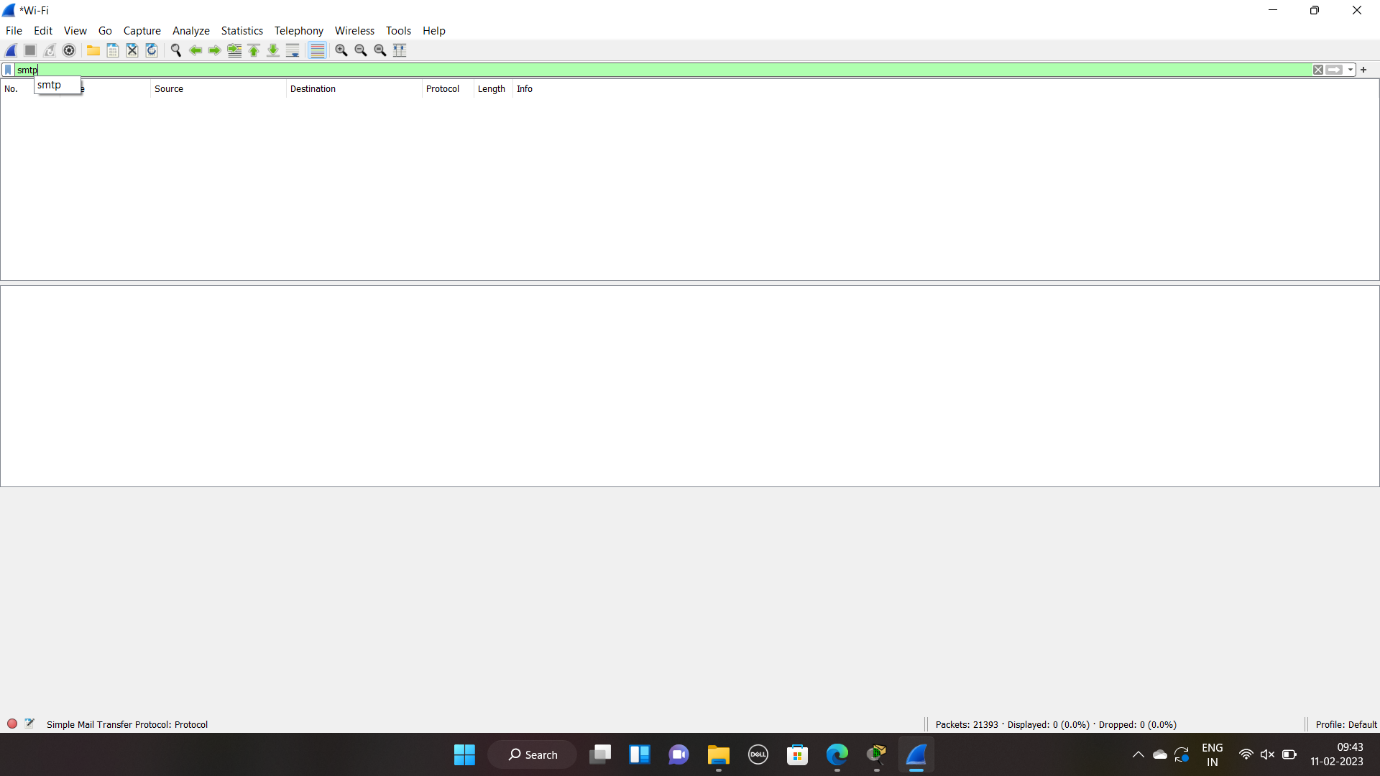 *Wi-Fi
File Edit View Go Capture Analyze Statistics Telephony Wireless Tools Help
smtp
smtp
No. Source Destination Protocol Length Info
Simple Mail Transfer Protocol: Protocol Packets: 21393 · Displayed: 0 (0.0%) · Dropped: 0 (0.0%) Profile: Default
Search DELL ENG IN 09:43 11-02-2023